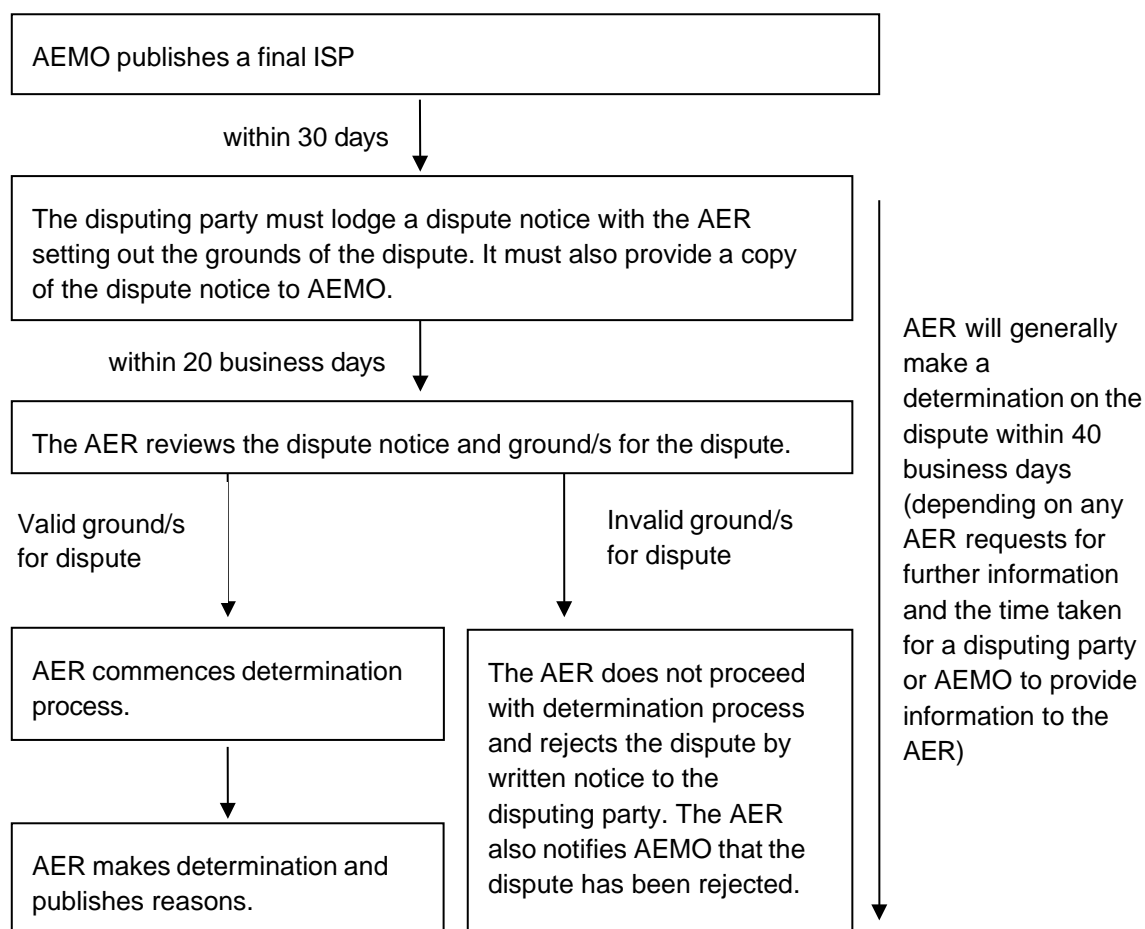 AEMO publishes a final ISP
within 30 days
The disputing party must lodge a dispute notice with the AER
setting out the grounds of the dispute. It must also provide a copy
of the dispute notice to AEMO.
within 20 business days
The AER reviews the dispute notice and ground/s for the dispute.
Valid ground/s
for dispute
Invalid ground/s
for dispute
AER commences determination
process.
The AER does not proceed
with determination process
and rejects the dispute by
written notice to the
disputing party. The AER
also notifies AEMO that the
dispute has been rejected.
AER makes determination and
publishes reasons.
AER will generally
make a
determination on the
dispute within 40
business days
(depending on any
AER requests for
further information
and the time taken
for a disputing party
or AEMO to provide
information to the
AER)